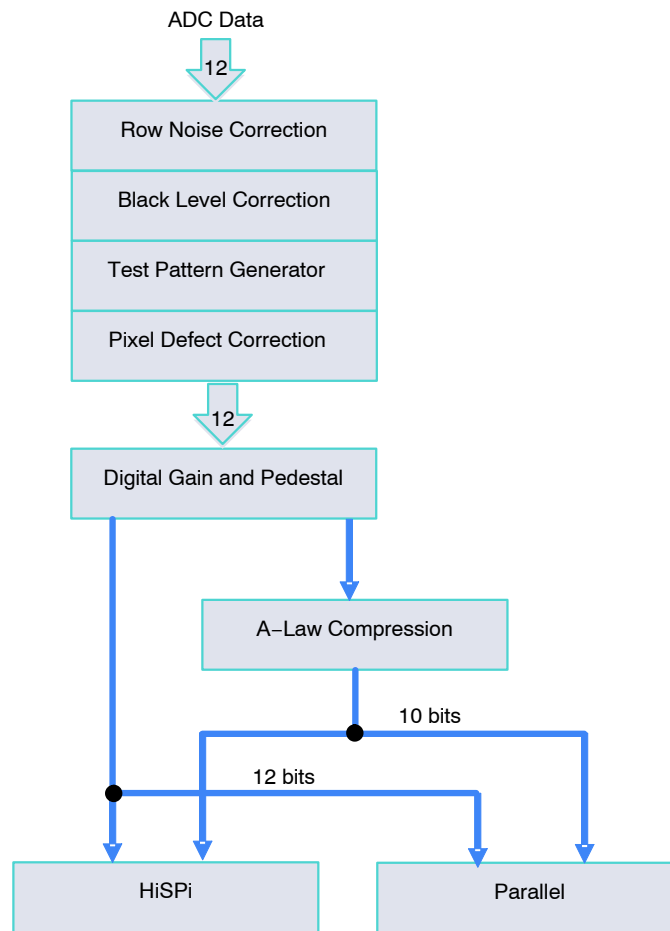 ADC Data
12
Row Noise Correction
Black Level Correction
Test Pattern Generator
Pixel Defect Correction
12
Digital Gain and Pedestal
A−Law Compression
10 bits
12 bits
HiSPi
Parallel